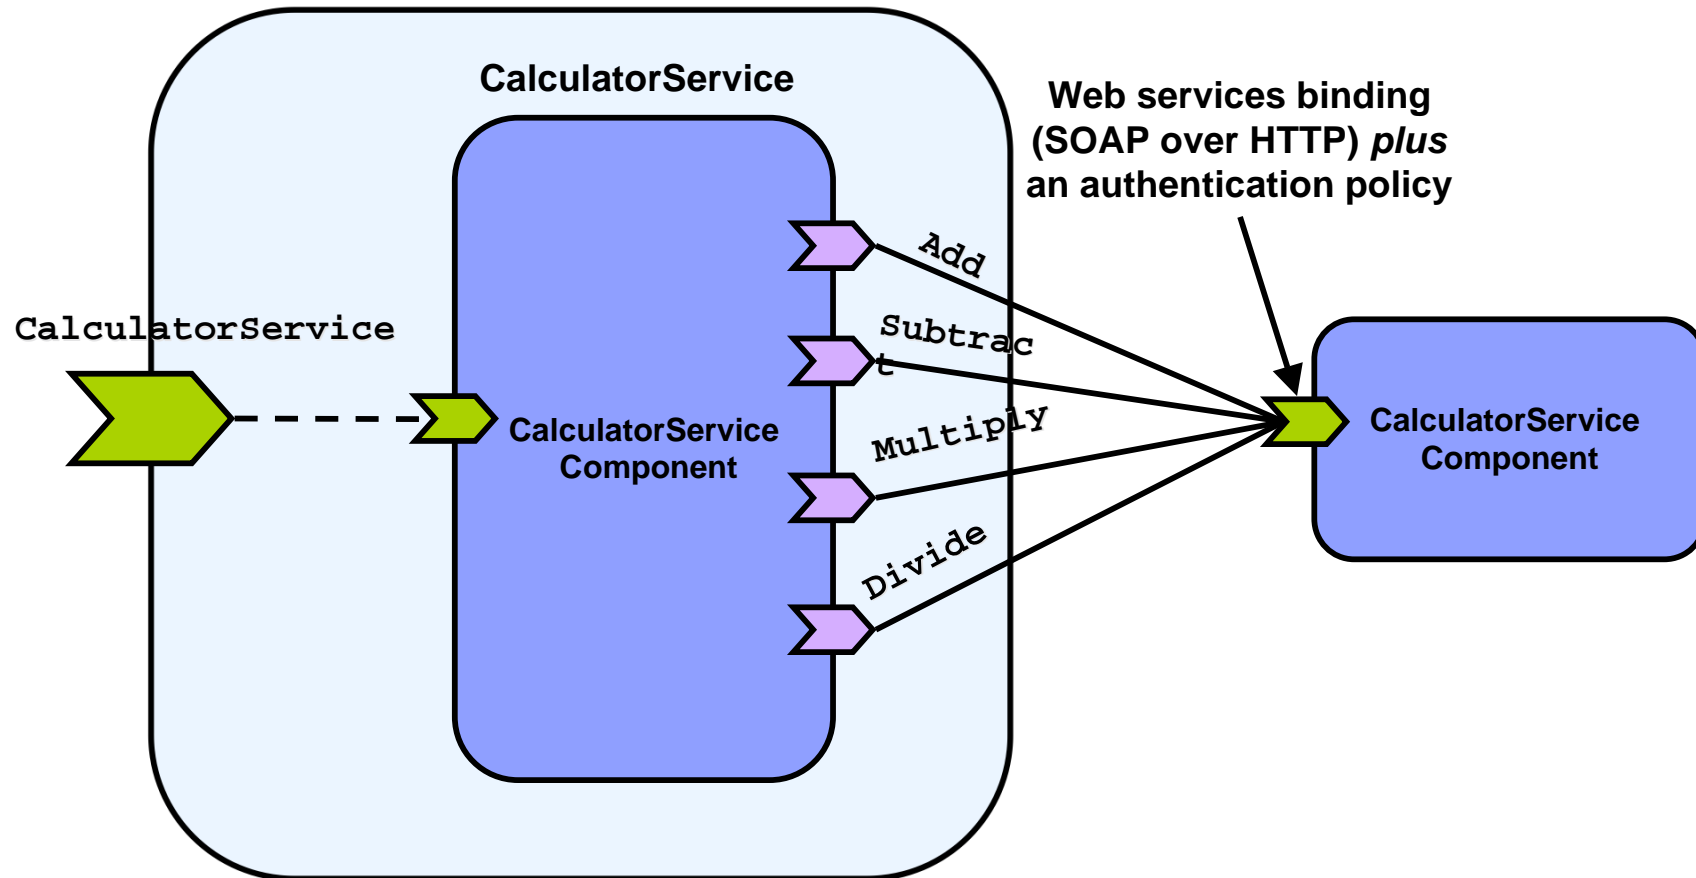 CalculatorService
Web services binding
(SOAP over HTTP) plus
an authentication policy
Add
CalculatorService
Subtrac
t
CalculatorService
Component
Multiply
CalculatorService
Component
Divide